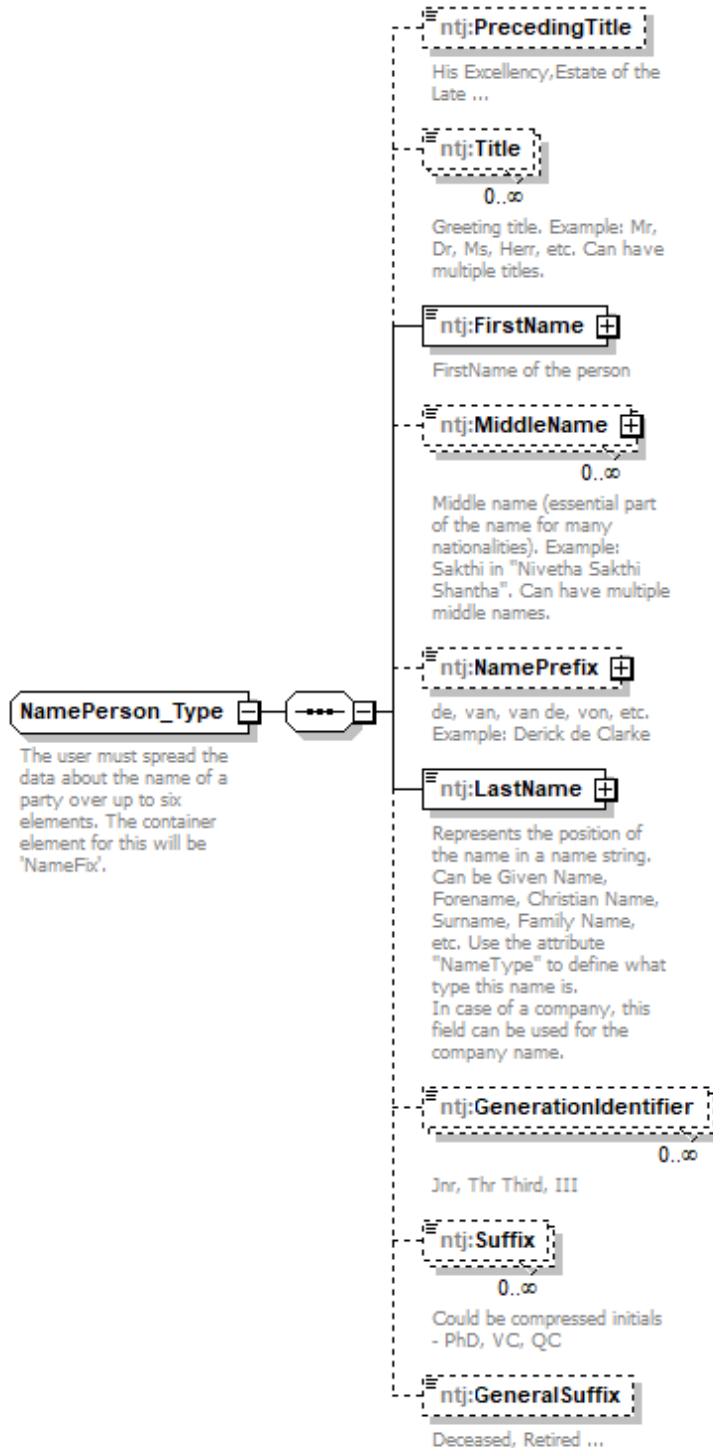 ntj:PrecedingTitle
His Excellency,Estate of the
Late ...
ntj:Title
0..∞
Greeting title. Example: Mr,
Dr, Ms, Herr, etc. Can have
multiple titles.
ntj:FirstName
FirstName of the person
ntj:MiddleName
0..∞
Middle name (essential part
of the name for many
nationalities). Example:
Sakthi in "Nivetha Sakthi
Shantha". Can have multiple
middle names.
ntj:NamePrefix
de, van, van de, von, etc.
Example: Derick de Clarke
NamePerson_Type
The user must spread the
data about the name of a
party over up to six
elements. The container
element for this will be
'NameFix'.
ntj:LastName
Represents the position of
the name in a name string.
Can be Given Name,
Forename, Christian Name,
Surname, Family Name,
etc. Use the attribute
"NameType" to define what
type this name is.
In case of a company, this
field can be used for the
company name.
ntj:GenerationIdentifier
0..∞
Jnr, Thr Third, III
ntj:Suffix
0..∞
Could be compressed initials
- PhD, VC, QC
ntj:GeneralSuffix
Deceased, Retired ...